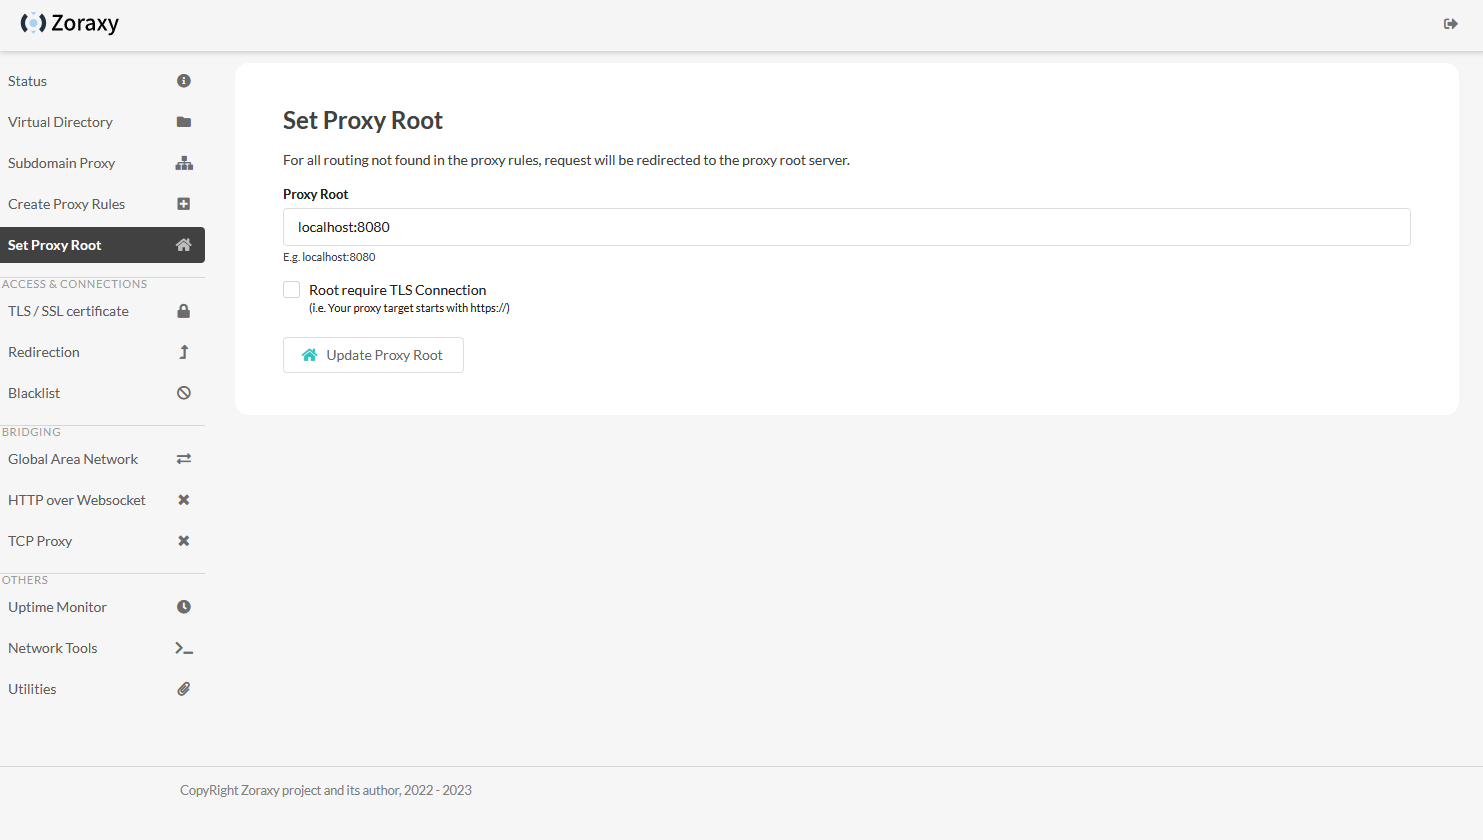 Zoraxy
Status
Virtual Directory
Subdomain Proxy
Create Proxy Rules
Set Proxy Root
ACCESS & CONNECTIONS
TLS / SSL certificate
Redirection
Blacklist
BRIDGING
Global Area Network
HTTP over Websocket
TCP Proxy
OTHERS
Uptime Monitor
Network Tools
Utilities
Set Proxy Root
For all routing not found in the proxy rules, request will be redirected to the proxy root server.
Proxy Root
localhost:8080
E.g. localhost:8080
Root require TLS Connection
(i.e. Your proxy target starts with https://)
Update Proxy Root
CopyRight Zoraxy project and its author, 2022 - 2023